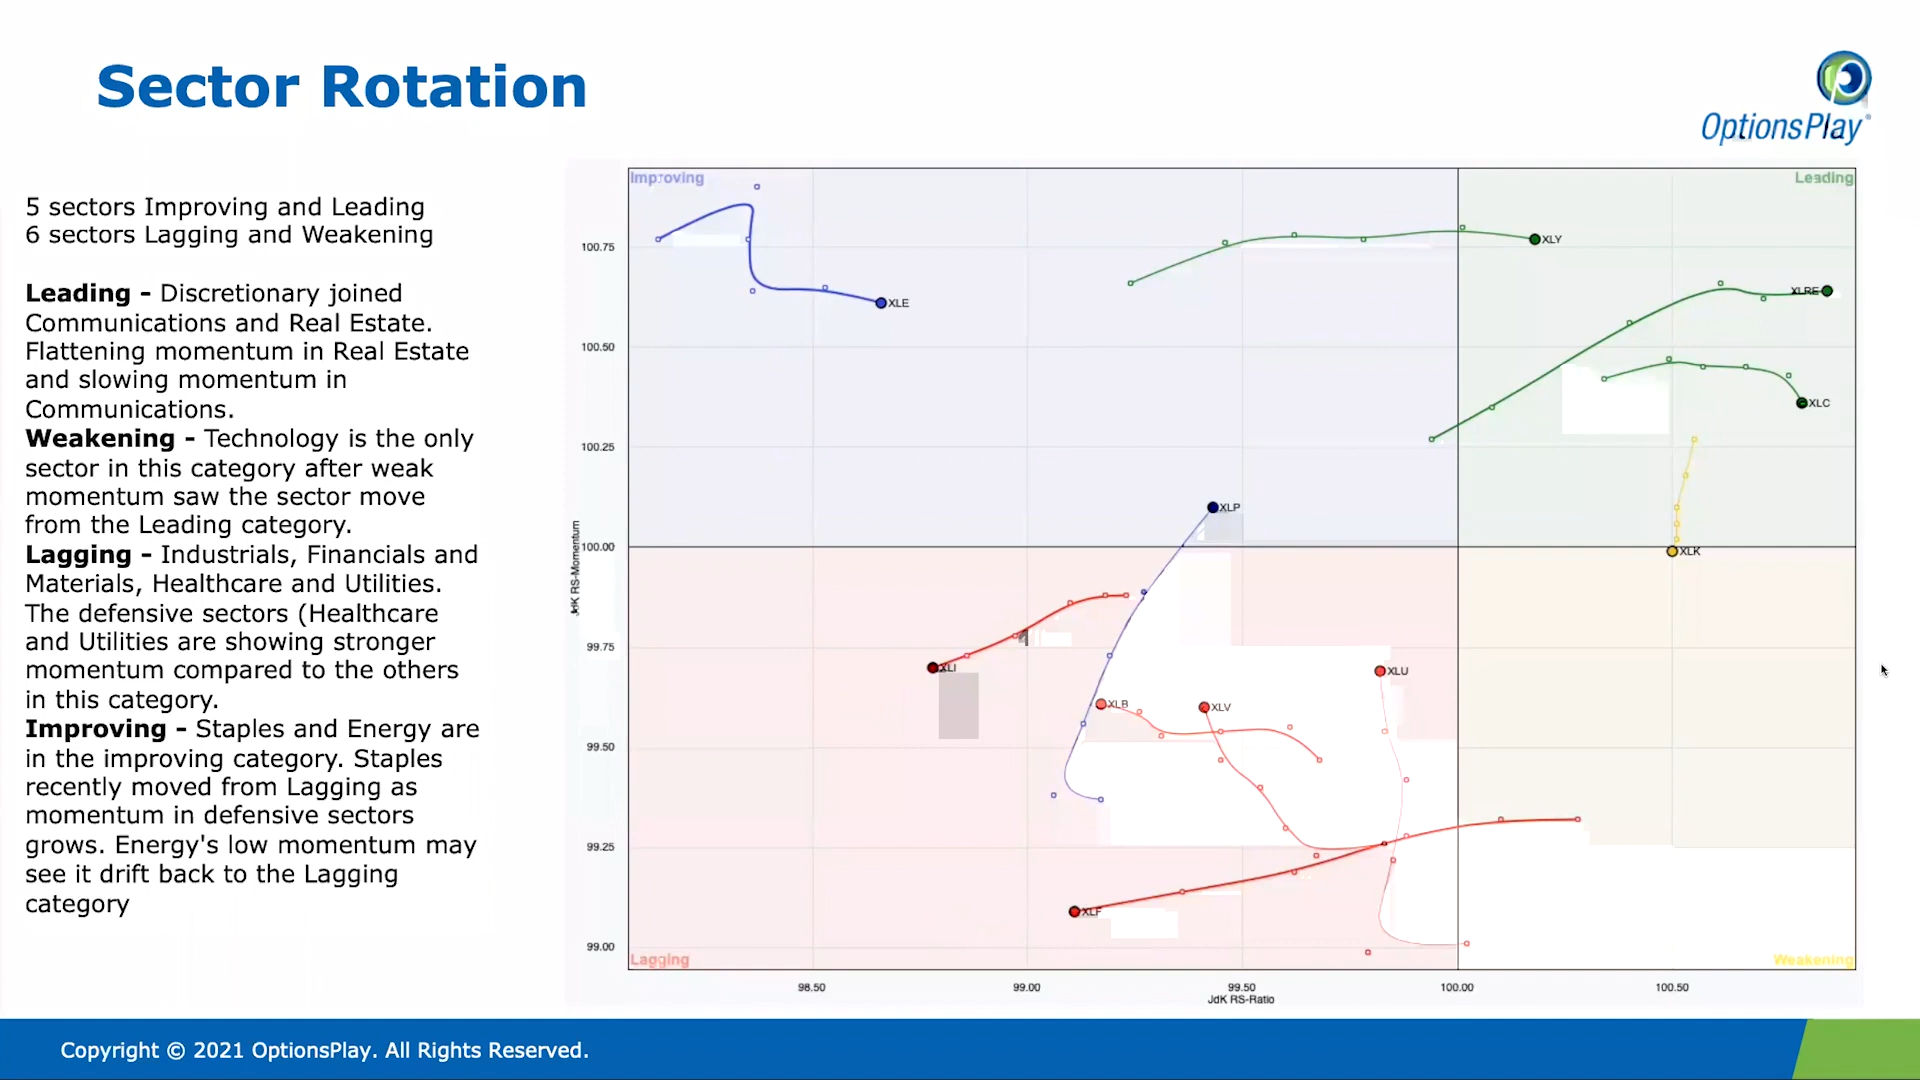 Sector Rotation
OptionsPlay
5 sectors Improving and Leading
6 sectors Lagging and Weakening
Leading - Discretionary joined
Communications and Real Estate.
Flattening momentum in Real Estate
and slowing momentum in
Communications.
Weakening - Technology is the only
sector in this category after weak
momentum saw the sector move
from the Leading category.
Lagging - Industrials, Financials and
Materials, Healthcare and Utilities.
The defensive sectors (Healthcare
and Utilities are showing stronger
momentum compared to the others
in this category.
Improving - Staples and Energy are
in the improving category. Staples
recently moved from Lagging as
momentum in defensive sectors
grows. Energy's low momentum may
see it drift back to the Lagging
category
Improving
Leading
100.75
XLY
XLRE
XLE
100.50
XLC
100.25
XLP
100.00
XLK
JdK RS-Momentum
99.75
XLI
XLU
XLB
XLV
99.50
99.25
XLF
99.00
Lagging
Weakening
98.50
99.00
99.50
100.00
100.50
JdK RS-Ratio
Copyright © 2021 OptionsPlay. All Rights Reserved.